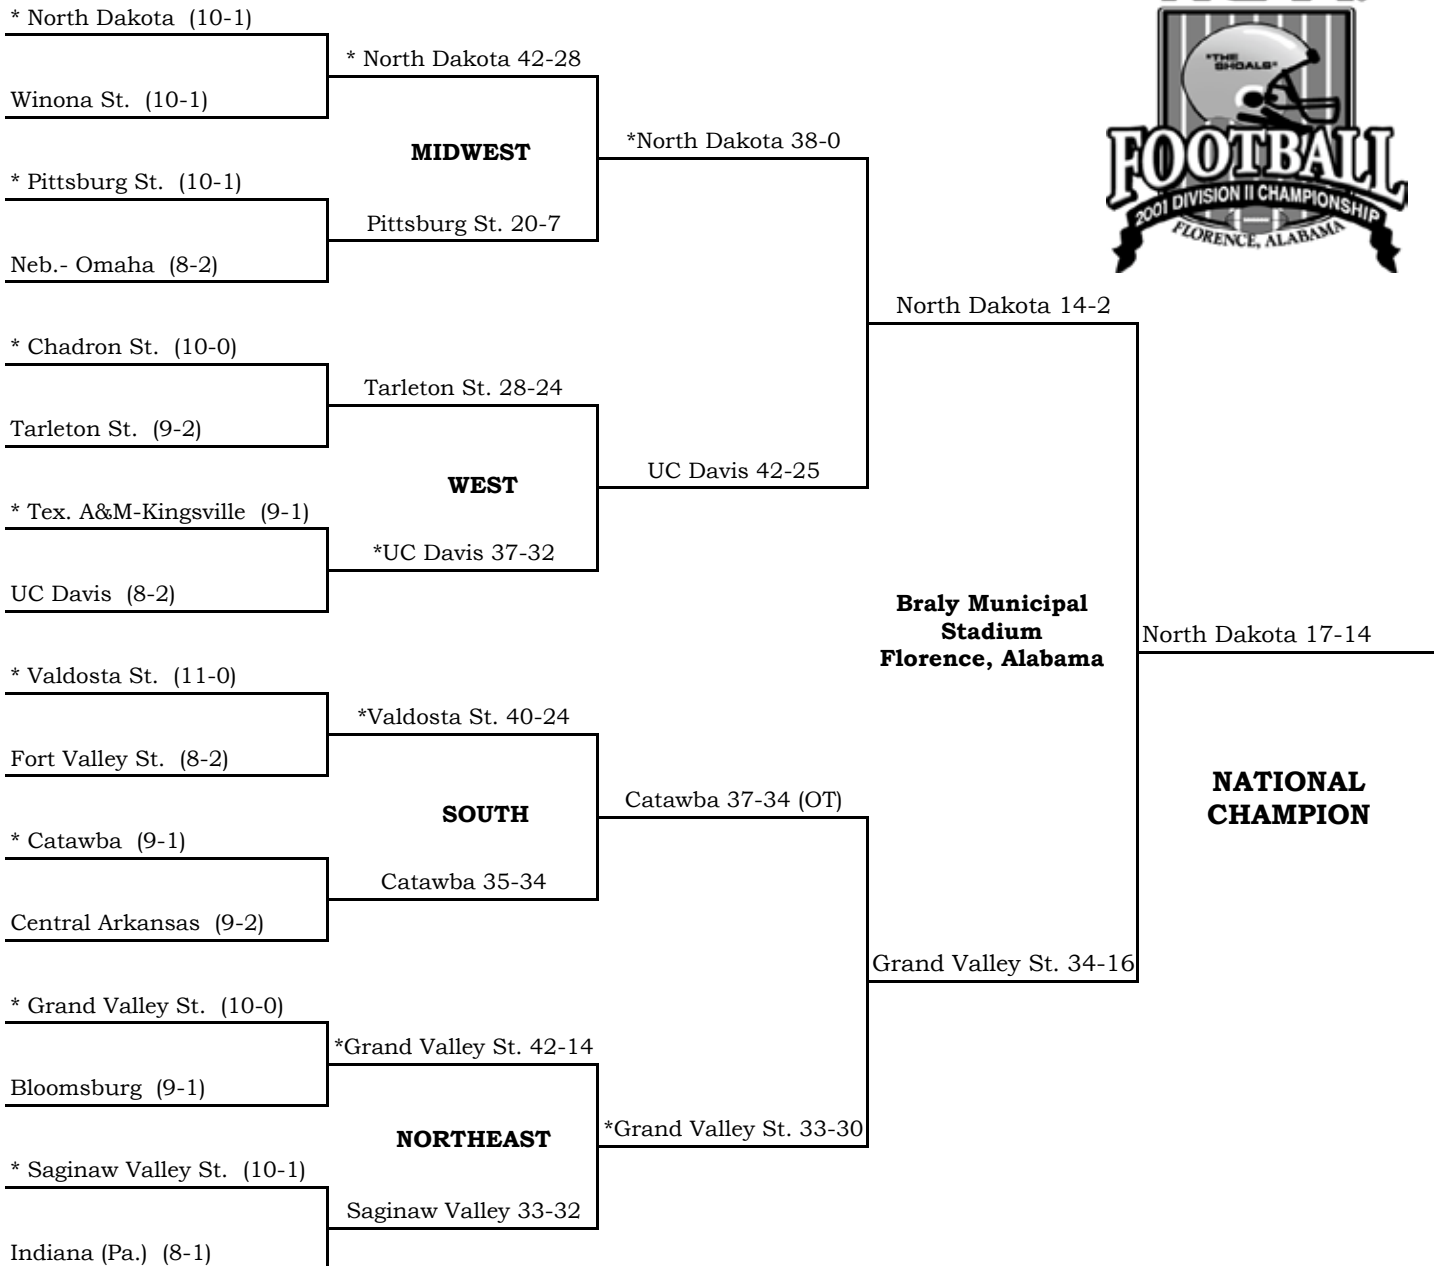 * North Dakota (10-1)
Winona St. (10-1)
* Pittsburg St. (10-1)
Neb.- Omaha (8-2)
* Chadron St. (10-0)
Tarleton St. (9-2)
* Tex. A&M-Kingsville (9-1)
UC Davis (8-2)
* Valdosta St. (11-0)
Fort Valley St. (8-2)
* Catawba (9-1)
Central Arkansas (9-2)
* Grand Valley St. (10-0)
Bloomsburg (9-1)
* Saginaw Valley St. (10-1)
Indiana (Pa.) (8-1)
* North Dakota 42-28
MIDWEST
Pittsburg St. 20-7
Tarleton St. 28-24
WEST
*UC Davis 37-32
*Valdosta St. 40-24
SOUTH
Catawba 35-34
*Grand Valley St. 42-14
NORTHEAST
Saginaw Valley 33-32
*North Dakota 38-0
UC Davis 42-25
Catawba 37-34 (OT)
*Grand Valley St. 33-30
North Dakota 14-2
Braly Municipal
Stadium
Florence, Alabama
Grand Valley St. 34-16
North Dakota 17-14
NATIONAL
CHAMPION
"THE
SHOALS"
FOOTBALL
2001 DIVISION II CHAMPIONSHIP
FLORENCE, ALABAMA